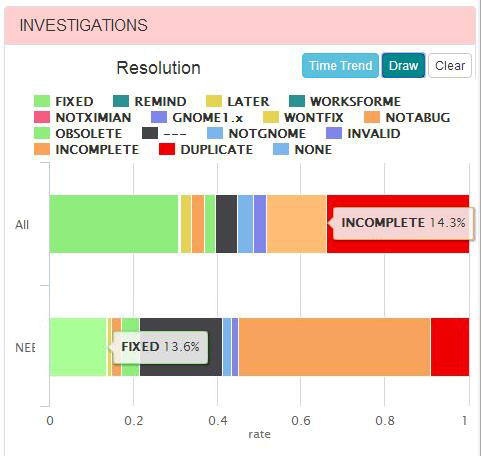 INVESTIGATIONS
Resolution Time Trend Draw Clear
FIXED REMIND LATER WORKSFORME
NOTXIMIAN GNOME1.x WONTFIX NOTABUG
OBSOLETE --- NOTGNOME INVALID
INCOMPLETE DUPLICATE NONE
All
INCOMPLETE 14.3%
NEE
FIXED 13.6%
0 0.2 0.4 0.6 0.8 1
rate